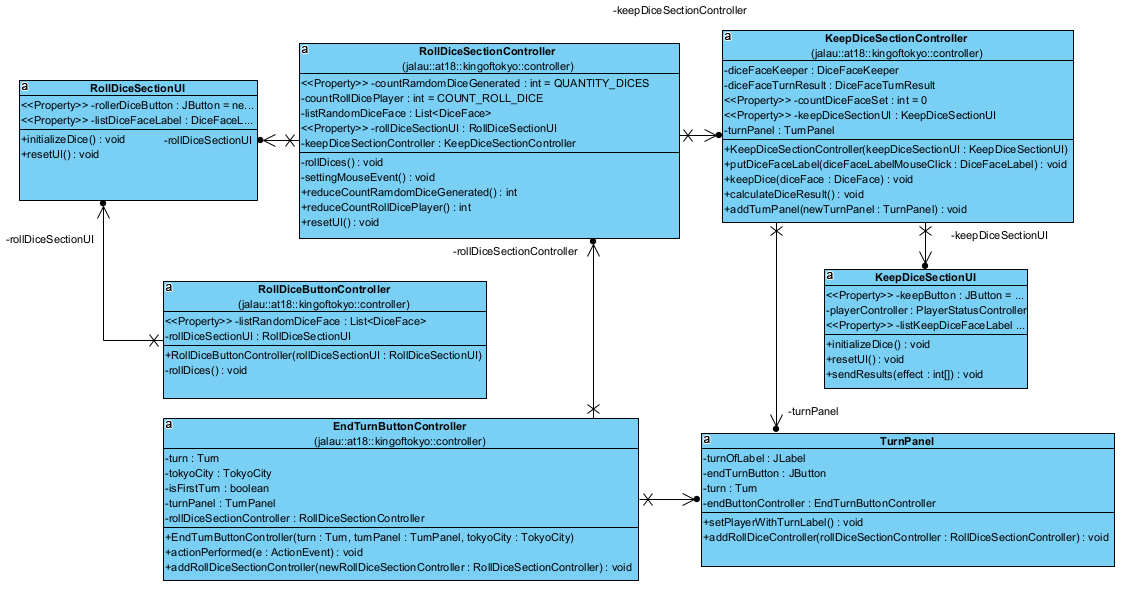 -keepDiceSectionController
a
RollDiceSectionUI
<<Property>> -rollerDiceButton : JButton = ne...
<<Property>> -listDiceFaceLabel : DiceFaceL...
+initializeDice() : void
+resetUI() : void
-rollDiceSectionUI
a
RollDiceSectionController
(jalau::at18::kingoftokyo::controller)
<<Property>> -countRamdomDiceGenerated : int = QUANTITY_DICES
-countRollDicePlayer : int = COUNT_ROLL_DICE
-listRandomDiceFace : List<DiceFace>
<<Property>> -rollDiceSectionUI : RollDiceSectionUI
-keepDiceSectionController : KeepDiceSectionController
-rollDices() : void
-settingMouseEvent() : void
+reduceCountRamdomDiceGenerated() : int
+reduceCountRollDicePlayer() : int
+resetUI() : void
a
KeepDiceSectionController
(jalau::at18::kingoftokyo::controller)
-diceFaceKeeper : DiceFaceKeeper
-diceFaceTurnResult : DiceFaceTurnResult
<<Property>> -countDiceFaceSet : int = 0
<<Property>> -keepDiceSectionUI : KeepDiceSectionUI
-turnPanel : TurnPanel
+KeepDiceSectionController(keepDiceSectionUI : KeepDiceSectionUI)
+putDiceFaceLabel(diceFaceLabelMouseClick : DiceFaceLabel) : void
+keepDice(diceFace : DiceFace) : void
+calculateDiceResult() : void
+addTurnPanel(newTurnPanel : TurnPanel) : void
-rollDiceSectionUI
-rollDiceSectionController
-keepDiceSectionUI
a
RollDiceButtonController
(jalau::at18::kingoftokyo::controller)
<<Property>> -listRandomDiceFace : List<DiceFace>
-rollDiceSectionUI : RollDiceSectionUI
+RollDiceButtonController(rollDiceSectionUI : RollDiceSectionUI)
-rollDices() : void
a
KeepDiceSectionUI
<<Property>> -keepButton : JButton = ...
-playerController : PlayerStatusController
<<Property>> -listKeepDiceFaceLabel ...
+initializeDice() : void
+resetUI() : void
+sendResults(effect : int[]) : void
-turnPanel
a
EndTurnButtonController
(jalau::at18::kingoftokyo::controller)
-turn : Turn
-tokyoCity : TokyoCity
-isFirstTurn : boolean
-turnPanel : TurnPanel
-rollDiceSectionController : RollDiceSectionController
+EndTurnButtonController(turn : Turn, turnPanel : TurnPanel, tokyoCity : TokyoCity)
+actionPerformed(e : ActionEvent) : void
+addRollDiceSectionController(newRollDiceSectionController : RollDiceSectionController) : void
a
TurnPanel
-turnOfLabel : JLabel
-endTurnButton : JButton
-turn : Turn
-endButtonController : EndTurnButtonController
+setPlayerWithTurnLabel() : void
+addRollDiceController(rollDiceSectionController : RollDiceSectionController) : void